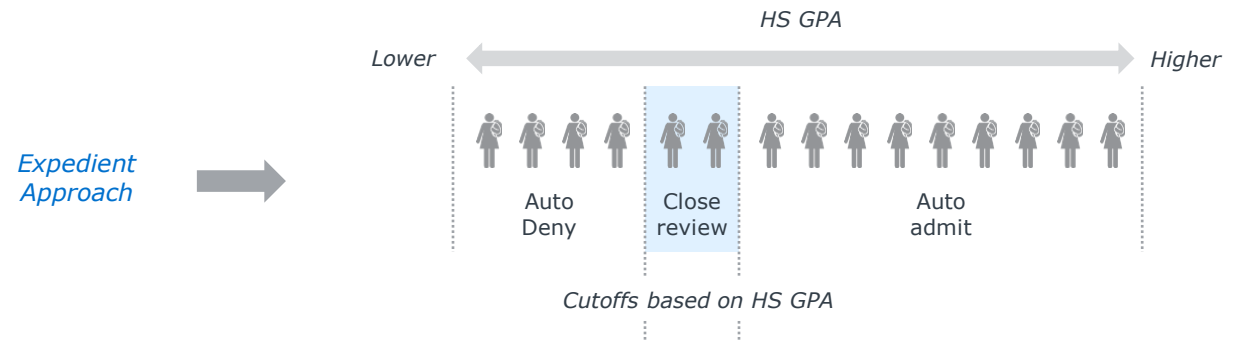 HS GPA
Lower
Higher
Expedient
Approach
Auto
Deny
Close
review
Auto
admit
Cutoffs based on HS GPA